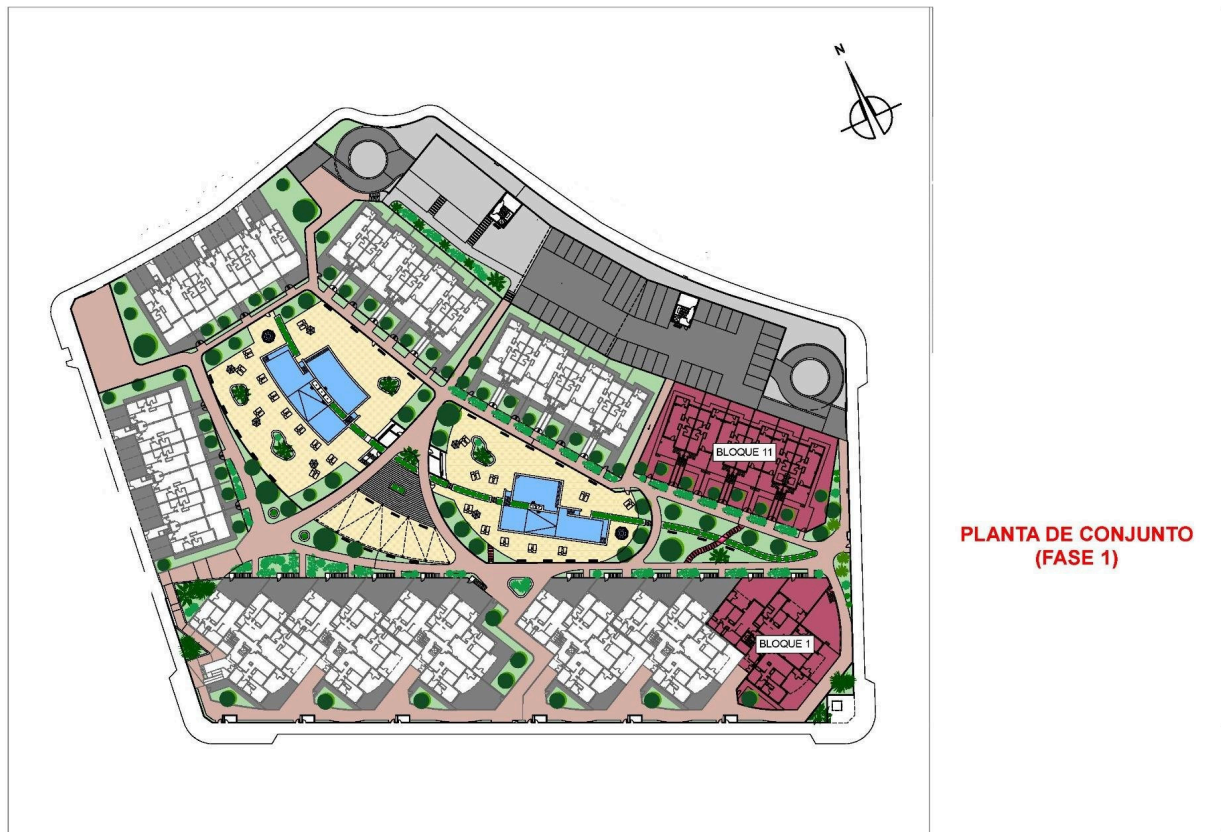 N
BLOQUE 11
PLANTA DE CONJUNTO
(FASE 1)
BLOQUE 1